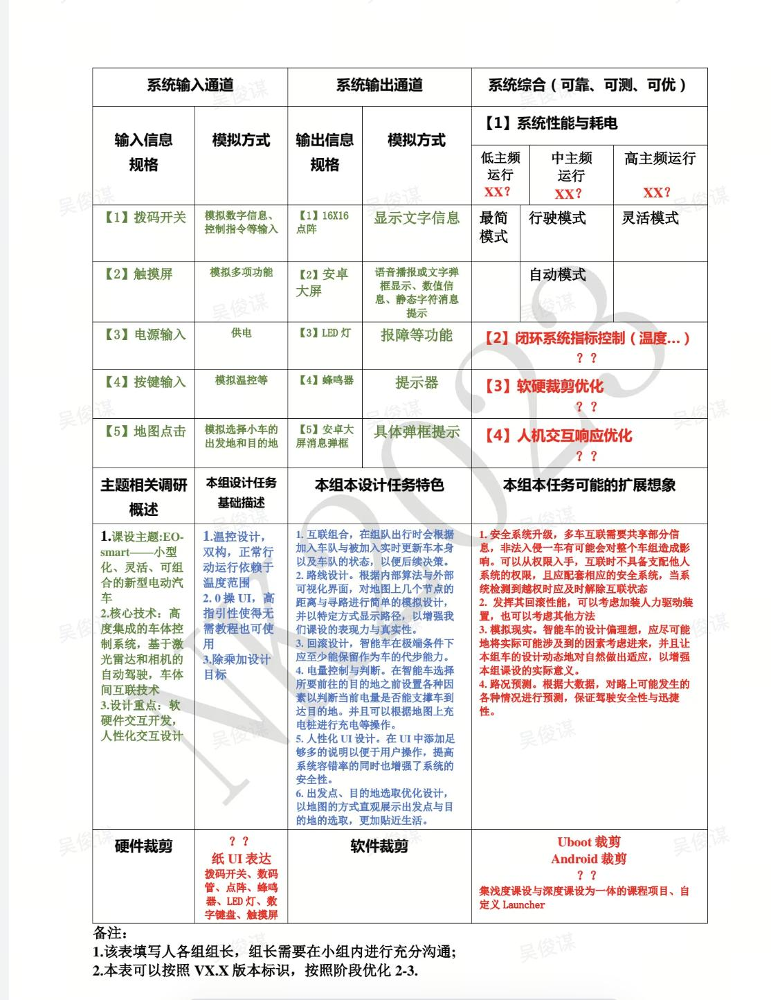 系统输入通道
系统输出通道
系统综合（可靠、可测、可优）
输入信息
规格
模拟方式
输出信息
规格
模拟方式
【1】系统性能与耗电
低主频
运行
XX？
中主频
运行
XX？
高主频运行
XX？
【1】拨码开关
模拟数字信息、
控制指令等输入
【1】16X16
点阵
显示文字信息
最简
模式
行驶模式
灵活模式
【2】触摸屏
模拟多项功能
【2】安卓
大屏
语音播报或文字弹
框显示、数值信
息、静态字符消息
提示
自动模式
【3】电源输入
供电
【3】LED 灯
报障等功能
【2】闭环系统指标控制（温度…）
？？
【4】按键输入
模拟温控等
【4】蜂鸣器
提示器
【3】软硬裁剪优化
？？
【5】地图点击
模拟选择小车的
出发地和目的地
【5】安卓大
屏消息弹框
具体弹框提示
【4】人机交互响应优化
？？
主题相关调研
概述
本组设计任务
基础描述
本组本设计任务特色
本组本任务可能的扩展想象
1.课设主题:EO-
smart——小型
化、灵活、可组
合的新型电动汽
车
2.核心技术：高
度集成的车体控
制系统，基于激
光雷达和相机的
自动驾驶，车体
间互联技术
3.设计重点：软
硬件交互开发，
人性化交互设计
1.温控设计，
双构，正常行
动运行依赖于
温度范围
2. 0 操 UI，高
指引性使得无
需教程也可使
用
3.除乘加设计
目标
1. 互联组合，在组队出行时会根据
加入车队与被加入实时更新车本身
以及车队的状态，以便后续决策。
2. 路线设计。根据内部算法与外部
可视化界面，对地图上几个节点的
距离与寻路进行简单的模拟设计，
并以特定方式显示路径，以增强我
们课设的表现力与真实性。
3. 回滚设计，智能车在极端条件下
应至少能保留作为车的代步能力。
4. 电量控制与判断。在智能车选择
所要前往的目的地之前设置各种因
素以判断当前电量是否能支撑车到
达目的地。并且可以根据地图上充
电桩进行充电等操作。
5. 人性化 UI 设计。在 UI 中添加足
够多的说明以便于用户操作，提高
系统容错率的同时也增强了系统的
安全性。
6. 出发点、目的地选取优化设计，
以地图的方式直观展示出发点与目
的地的选取，更加贴近生活。
1. 安全系统升级，多车互联需要共享部分信
息，非法入侵一车有可能会对整个车组造成影
响。可以从权限入手，互联时不具备支配他人
系统的权限，且应配套相应的安全系统，当系
统检测到越权时应及时解除互联状态
2. 发挥其回滚性能，可以考虑加装人力驱动装
置，也可以考虑其他方法
3. 模拟现实。智能车的设计偏理想，应尽可能
地将实际可能涉及到的因素考虑进来，并且让
本组车的设计动态地对自然做出适应，以增强
本组课设的实际意义。
4. 路况预测。根据大数据，对路上可能发生的
各种情况进行预测，保证驾驶安全性与迅捷
性。
硬件裁剪
？？
纸 UI 表达
拨码开关、数码
管、点阵、蜂鸣
器、LED 灯、数
字键盘、触摸屏
软件裁剪
Uboot 裁剪
Android 裁剪
？？
集浅度课设与深度课设为一体的课程项目、自
定义 Launcher
备注：
1.该表填写人各组组长，组长需要在小组内进行充分沟通;
2.本表可以按照 VX.X 版本标识，按照阶段优化 2-3.
NK2023
吴俊谋